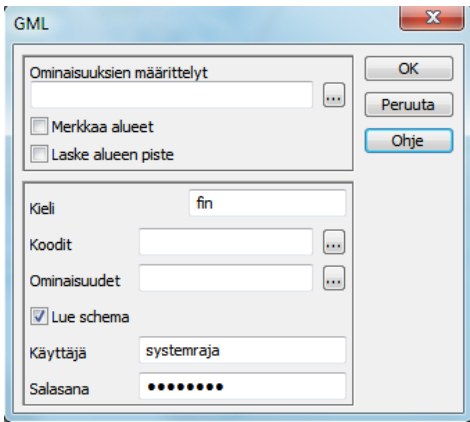 GML
Ominaisuuksien määrittelyt
...
Merkkaa alueet
Laske alueen piste
OK
Peruuta
Ohje
Kieli fin
Koodit ...
Ominaisuudet ...
Lue schema
Käyttäjä systemraja
Salasana ••••••••